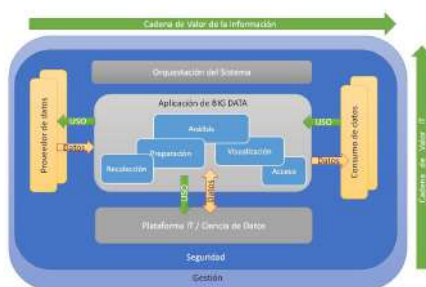 Cadena de Valor de la Información
Orquestación del Sistema
Proveedor de datos
USO
Datos
Aplicación de BIG DATA
Análisis
Preparación
Visualización
Recolección
Acceso
USO
Datos
Consumo de datos
Cadena de Valor IT
USO
Datos
Plataforma IT / Ciencia de Datos
Seguridad
Gestión